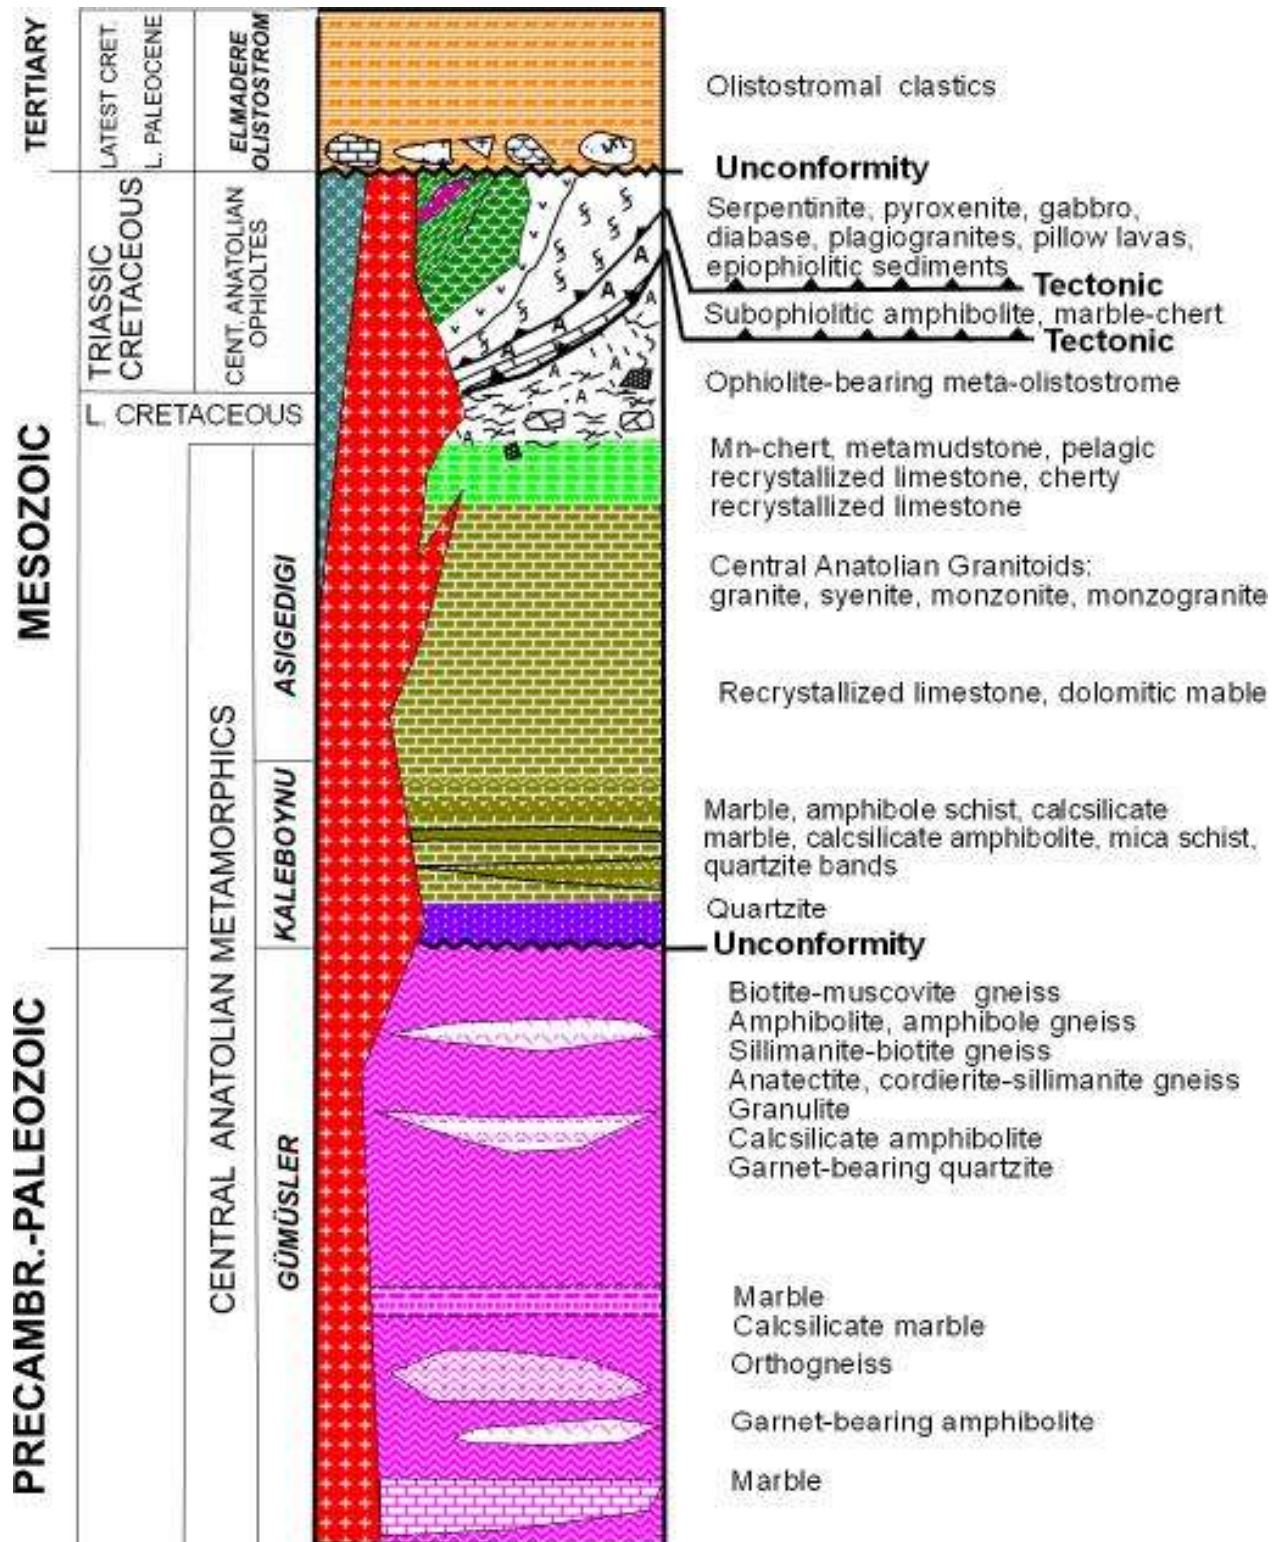 TERTIARY
LATEST CRET.
L. PALEOCENE
ELMADERE
OLISTOSTROM
Olistostromal clastics
Unconformity
MESOZOIC
TRIASSIC
CRETACEOUS
CENT. ANATOLIAN
OPHIOLTES
Serpentinite, pyroxenite, gabbro,
diabase, plagiogranites, pillow lavas,
epiophiolitic sediments
Tectonic
Subophiolitic amphibolite, marble-chert
Tectonic
Ophiolite-bearing meta-olistostrome
L. CRETACEOUS
A
A
A
A
A
A
A
A
Mn-chert, metamudstone, pelagic
recrystallized limestone, cherty
recrystallized limestone
Central Anatolian Granitoids:
granite, syenite, monzonite, monzogranite
CENTRAL ANATOLIAN METAMORPHICS
ASIGEDIGI
Recrystallized limestone, dolomitic mable
KALEBOYNU
Marble, amphibole schist, calcsilicate
marble, calcsilicate amphibolite, mica schist,
quartzite bands
Quartzite
Unconformity
PRECAMBR.-PALEOZOIC
GÜMÜSLER
Biotite-muscovite gneiss
Amphibolite, amphibole gneiss
Sillimanite-biotite gneiss
Anatectite, cordierite-sillimanite gneiss
Granulite
Calcsilicate amphibolite
Garnet-bearing quartzite
Marble
Calcsilicate marble
Orthogneiss
Garnet-bearing amphibolite
Marble